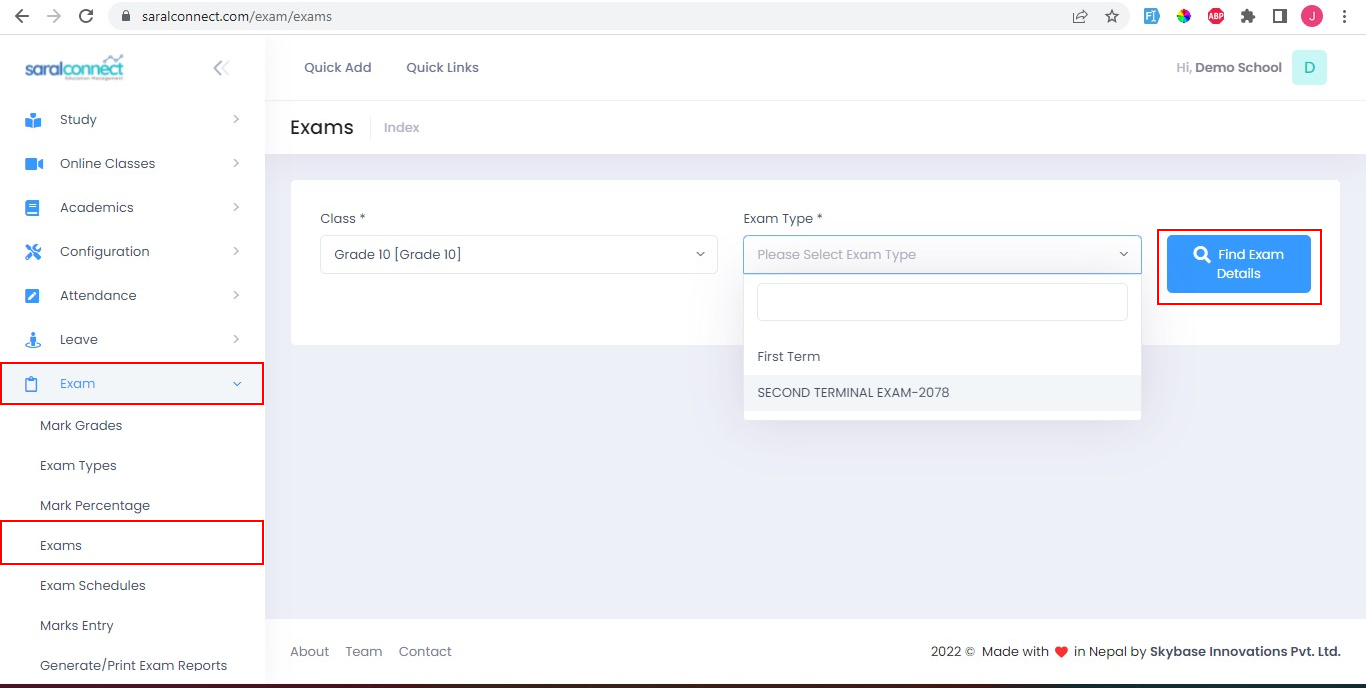 saralconnect.com/exam/exams
ABP
J
saralconnect
Education Management
Quick Add
Quick Links
Hi, Demo School
D
Study
Online Classes
Academics
Configuration
Attendance
Leave
Exam
Mark Grades
Exam Types
Mark Percentage
Exams
Exam Schedules
Marks Entry
Generate/Print Exam Reports
Exams
Index
Class *
Grade 10 [Grade 10]
Exam Type *
Please Select Exam Type
First Term
SECOND TERMINAL EXAM-2078
Find Exam
Details
About
Team
Contact
2022 © Made with ❤ in Nepal by Skybase Innovations Pvt. Ltd.